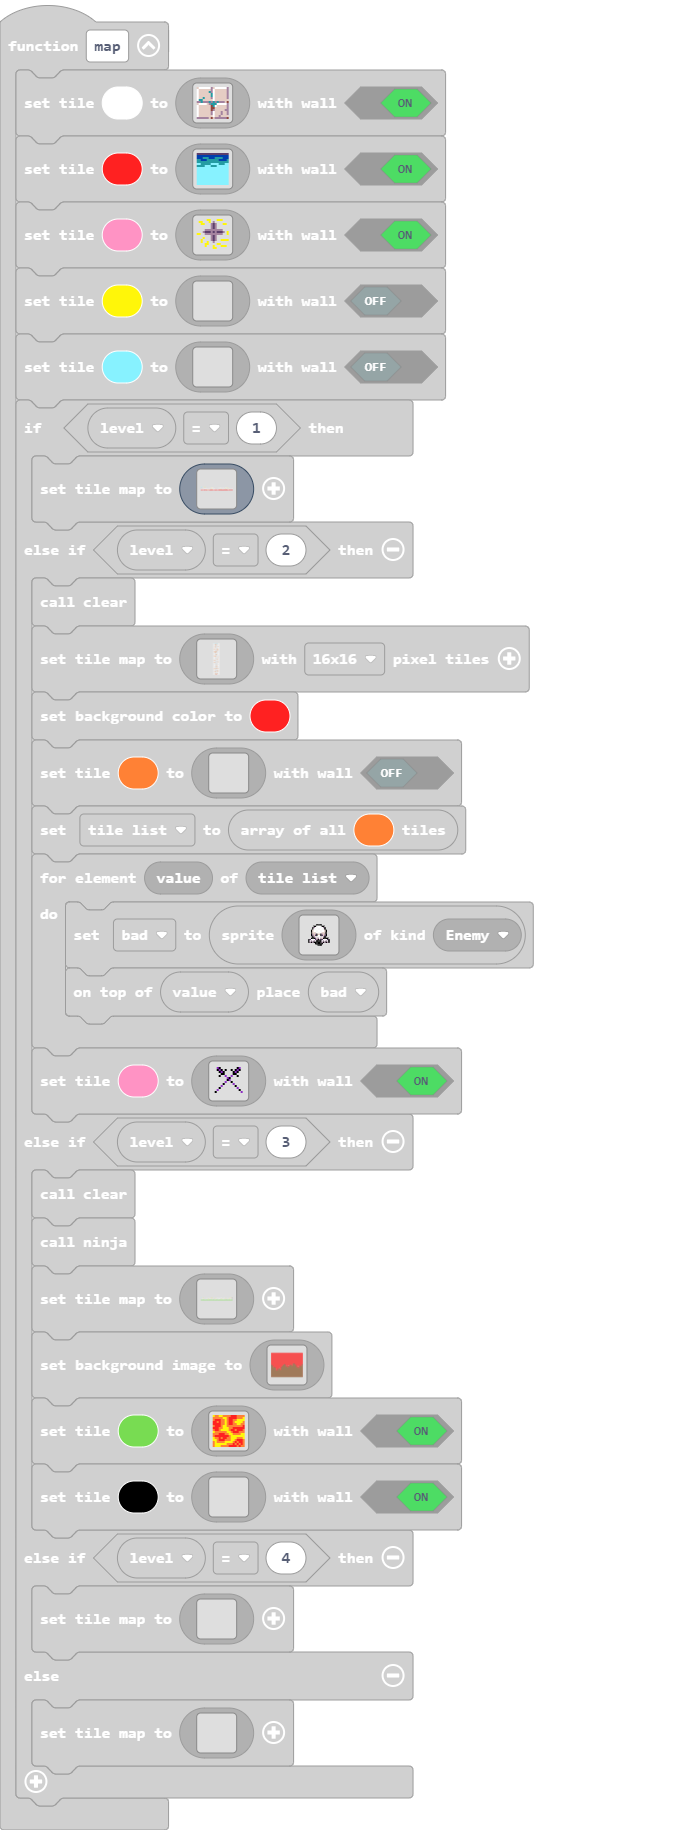 function map
set tile to with wall ON
set tile to with wall ON
set tile to with wall ON
set tile to with wall OFF
set tile to with wall OFF
if level = 1 then
set tile map to
else if level = 2 then
call clear
set tile map to with 16x16 pixel tiles
set background color to
set tile to with wall OFF
set tile list to array of all tiles
for element value of tile list
do
set bad to sprite of kind Enemy
on top of value place bad
set tile to with wall ON
else if level = 3 then
call clear
call ninja
set tile map to
set background image to
set tile to with wall ON
set tile to with wall ON
else if level = 4 then
set tile map to
else
set tile map to